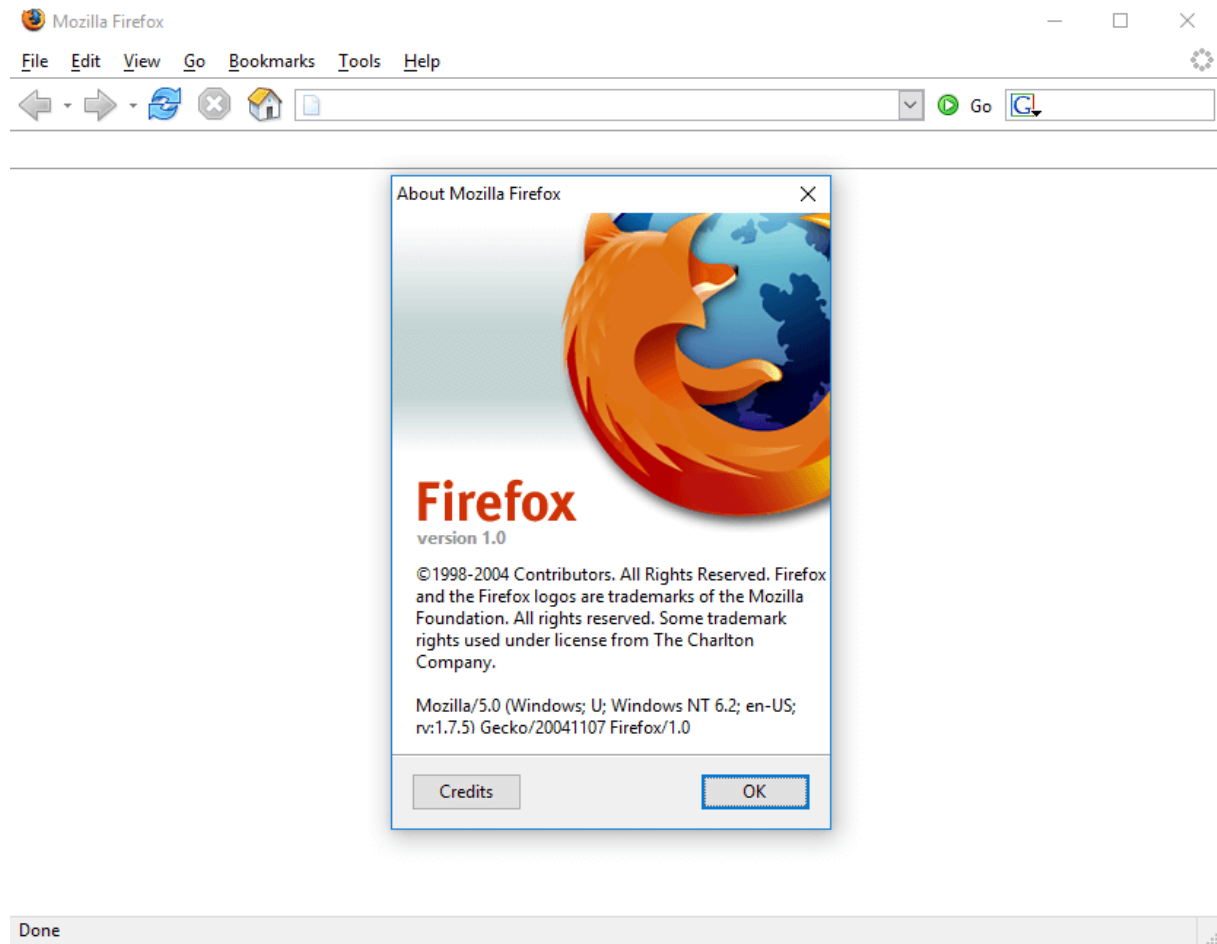 Mozilla Firefox
File Edit View Go Bookmarks Tools Help
Go G
About Mozilla Firefox
Firefox
version 1.0
©1998-2004 Contributors. All Rights Reserved. Firefox
and the Firefox logos are trademarks of the Mozilla
Foundation. All rights reserved. Some trademark
rights used under license from The Charlton
Company.
Mozilla/5.0 (Windows; U; Windows NT 6.2; en-US;
rv:1.7.5) Gecko/20041107 Firefox/1.0
Credits OK
Done